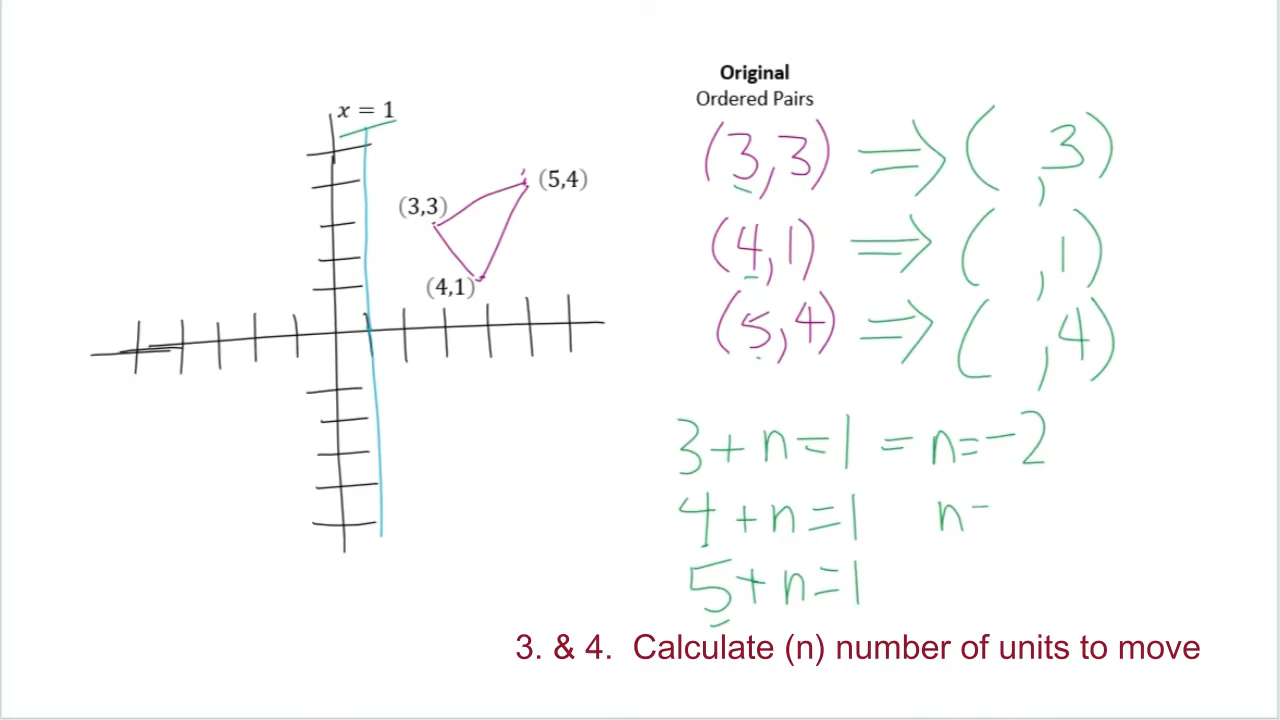 Original
Ordered Pairs
x = 1
(3,3) ⇒ ( , 3)
(5,4)
(3,3)
(4,1) ⇒ ( , 1)
(4,1)
(5,4) ⇒ ( , 4)
3 + n = 1 = n = -2
4 + n = 1 n -
5 + n = 1
3. & 4. Calculate (n) number of units to move